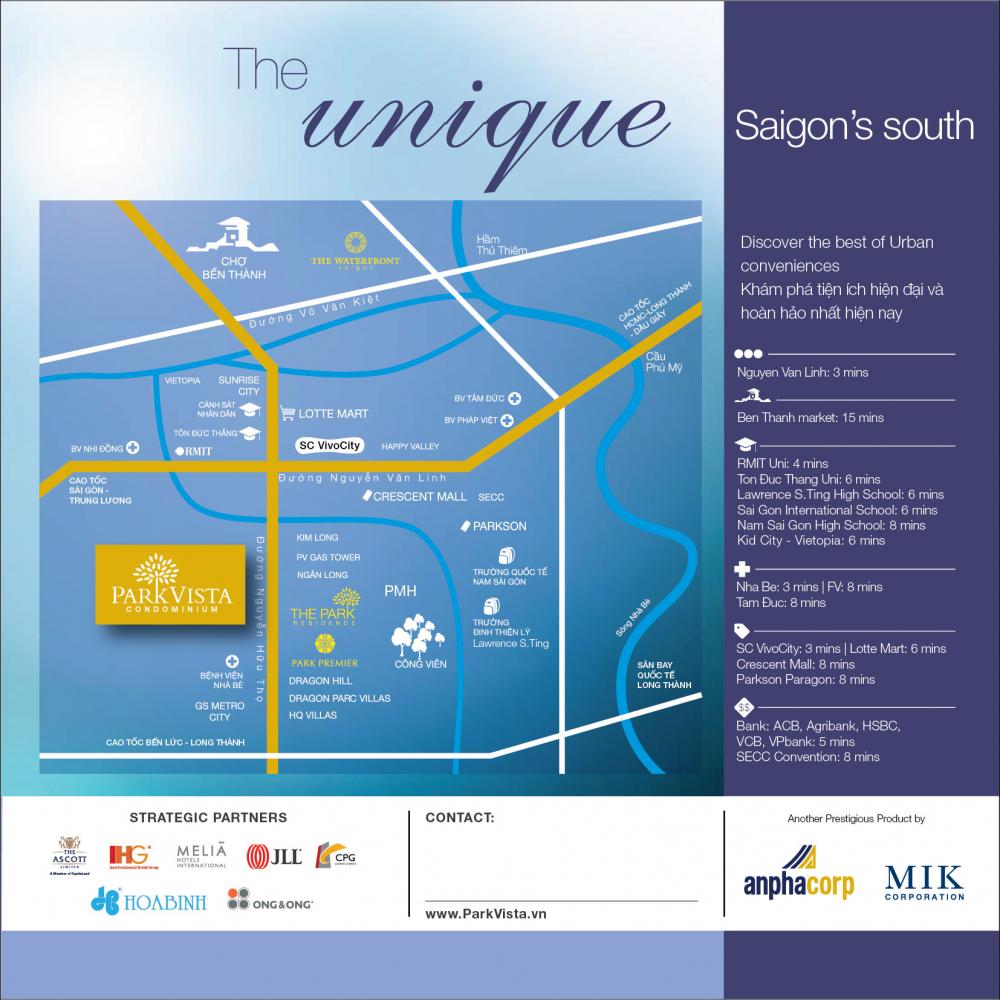 The
unique
Saigon's south
Discover the best of Urban
conveniences
Khám phá tiện ích hiện đại và
hoàn hảo nhất hiện nay
Nguyen Van Linh: 3 mins
Ben Thanh market: 15 mins
RMIT Uni: 4 mins
Ton Đuc Thang Uni: 6 mins
Lawrence S.Ting High School: 6 mins
Sai Gon International School: 6 mins
Nam Sai Gon High School: 8 mins
Kid City - Vietopia: 6 mins
Nha Be: 3 mins | FV: 8 mins
Tam Đuc: 8 mins
SC VivoCity: 3 mins | Lotte Mart: 6 mins
Crescent Mall: 8 mins
Parkson Paragon: 8 mins
$$
Bank: ACB, Agribank, HSBC,
VCB, VPbank: 5 mins
SECC Convention: 8 mins
CHỢ
BẾN THÀNH
THE WATERFRONT
saigon
Hầm
Thủ Thiêm
Đường Võ Văn Kiệt
CAO TỐC
HCMC-LONG THÀNH
- DẦU GIÂY
Cầu
Phú Mỹ
VIETOPIA
SUNRISE
CITY
CẢNH SÁT
NHÂN DÂN
LOTTE MART
TÔN ĐỨC THẮNG
BV TÂM ĐỨC
BV PHÁP VIỆT
BV NHI ĐỒNG
RMIT
SC VivoCity
HAPPY VALLEY
Đường Nguyễn Văn Linh
CAO TỐC
SÀI GÒN -
TRUNG LƯƠNG
CRESCENT MALL
SECC
PARKSON
KIM LONG
PV GAS TOWER
NGÂN LONG
TRƯỜNG QUỐC TẾ
NAM SÀI GÒN
PARKVISTA
CONDOMINIUM
Đường Nguyễn Hữu Thọ
PMH
THE PARK
RESIDENCE
TRƯỜNG
ĐINH THIỆN LÝ
Lawrence S.Ting
Sông Nhà Bè
PARK PREMIER
CÔNG VIÊN
BỆNH VIỆN
NHÀ BÈ
DRAGON HILL
DRAGON PARC VILLAS
HQ VILLAS
SÂN BAY
QUỐC TẾ
LONG THÀNH
GS METRO
CITY
CAO TỐC BẾN LỨC - LONG THÀNH
STRATEGIC PARTNERS
THE
ASCOTT
LIMITED
A Member of CapitaLand
IHG
InterContinental Hotels Group
MELIÃ
HOTELS
INTERNATIONAL
JLL
CPG
HOABINH
ONG&ONG
CONTACT:
www.ParkVista.vn
Another Prestigious Product by
anphacorp
MIK
CORPORATION